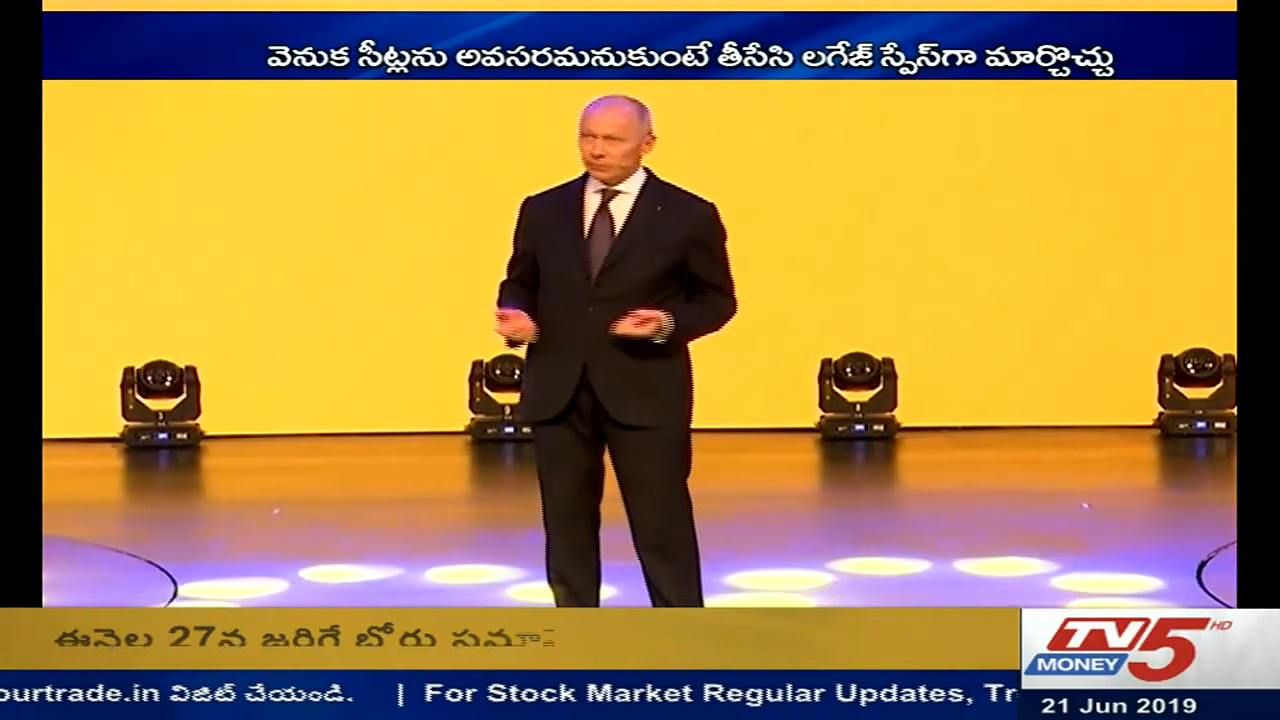 వెనుక సీట్లను అవసరమనుకుంటే తీసేసి లగేజ్ స్పేస్‌గా మార్చొచ్చు
ఈనెల 27న జరిగే బోర్డు
TV5 HD
MONEY
ourtrade.in విజిట్ చేయండి. | For Stock Market Regular Updates, Tr
21 Jun 2019